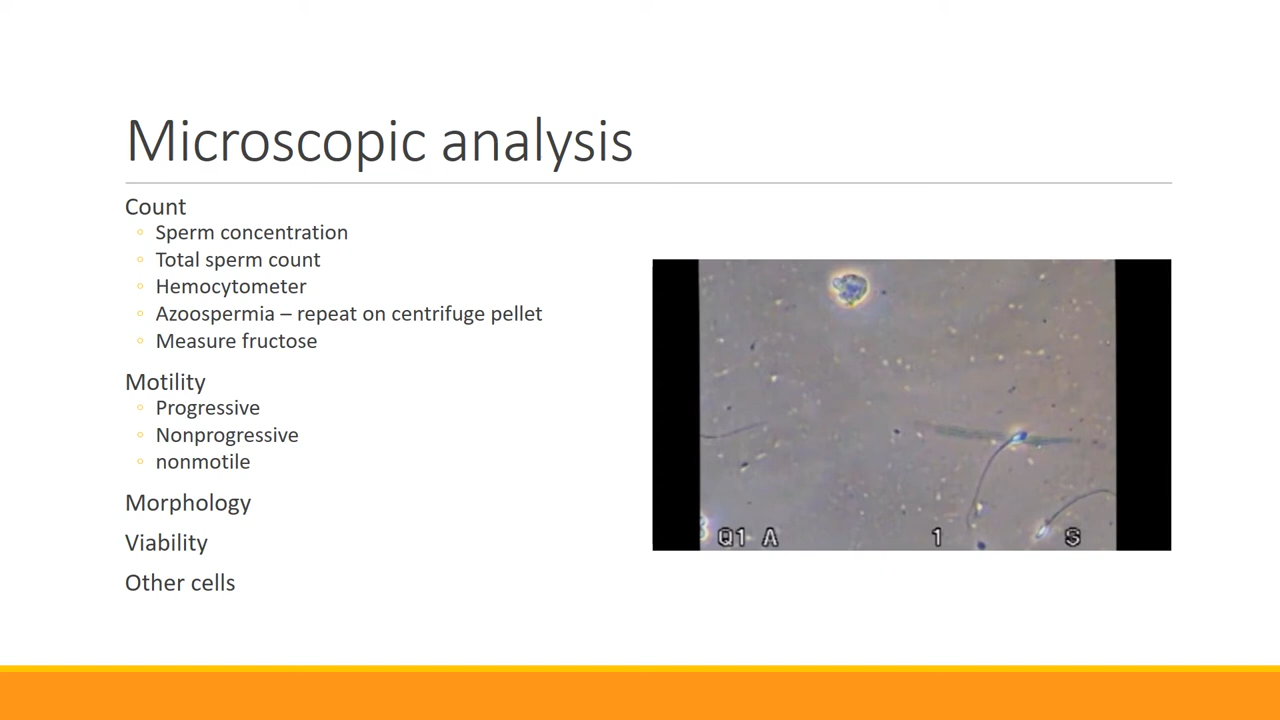 Microscopic analysis
Count
◦ Sperm concentration
◦ Total sperm count
◦ Hemocytometer
◦ Azoospermia – repeat on centrifuge pellet
◦ Measure fructose
Motility
◦ Progressive
◦ Nonprogressive
◦ nonmotile
Morphology
Viability
Other cells
Q1 A 1 S